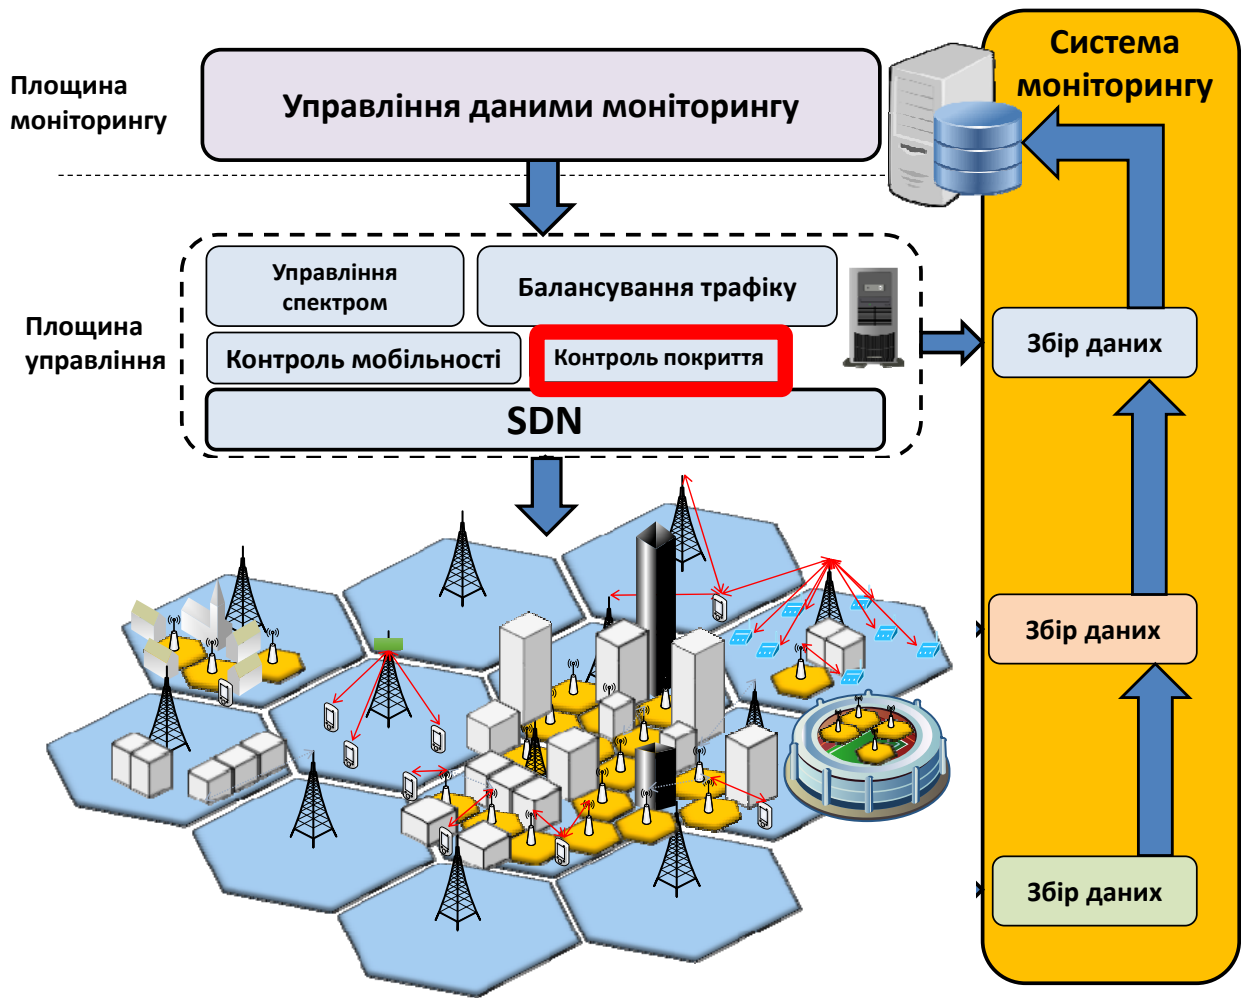 Система
моніторингу
Площина
моніторингу
Управління даними моніторингу
Управління
спектром
Балансування трафіку
Площина
управління
Контроль мобільності
Контроль покриття
SDN
Збір даних
Збір даних
Збір даних